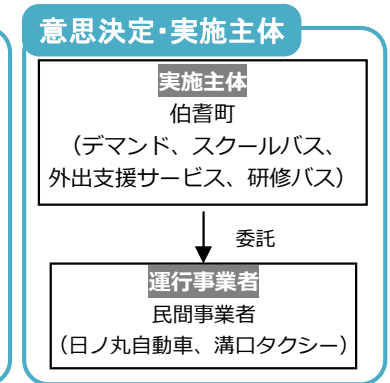 意思決定・実施主体
実施主体
伯耆町
（デマンド、スクールバス、
外出支援サービス、研修バス）
委託
運行事業者
民間事業者
（日ノ丸自動車、溝口タクシー）